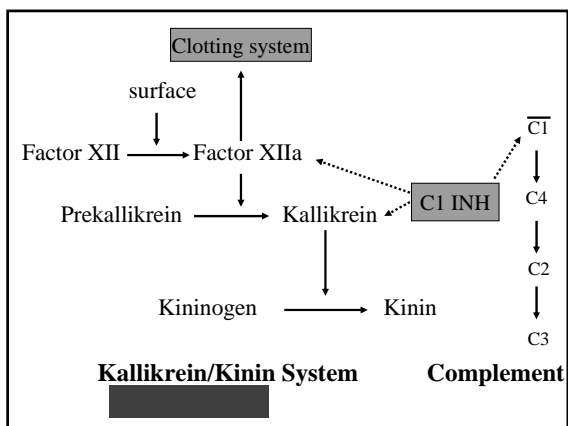 Clotting system
surface
Factor XII Factor XIIa
C1
Prekallikrein Kallikrein
C1 INH
C4
C2
Kininogen Kinin
C3
Kallikrein/Kinin System Complement